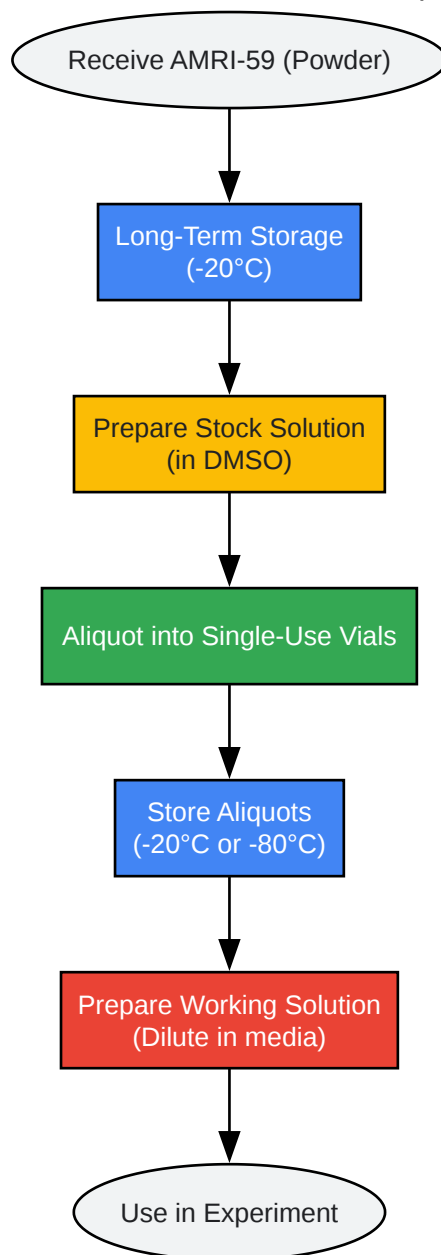 Receive AMRI-59 (Powder)
Long-Term Storage
(-20°C)
Prepare Stock Solution
(in DMSO)
Aliquot into Single-Use Vials
Store Aliquots
(-20°C or -80°C)
Prepare Working Solution
(Dilute in media)
Use in Experiment